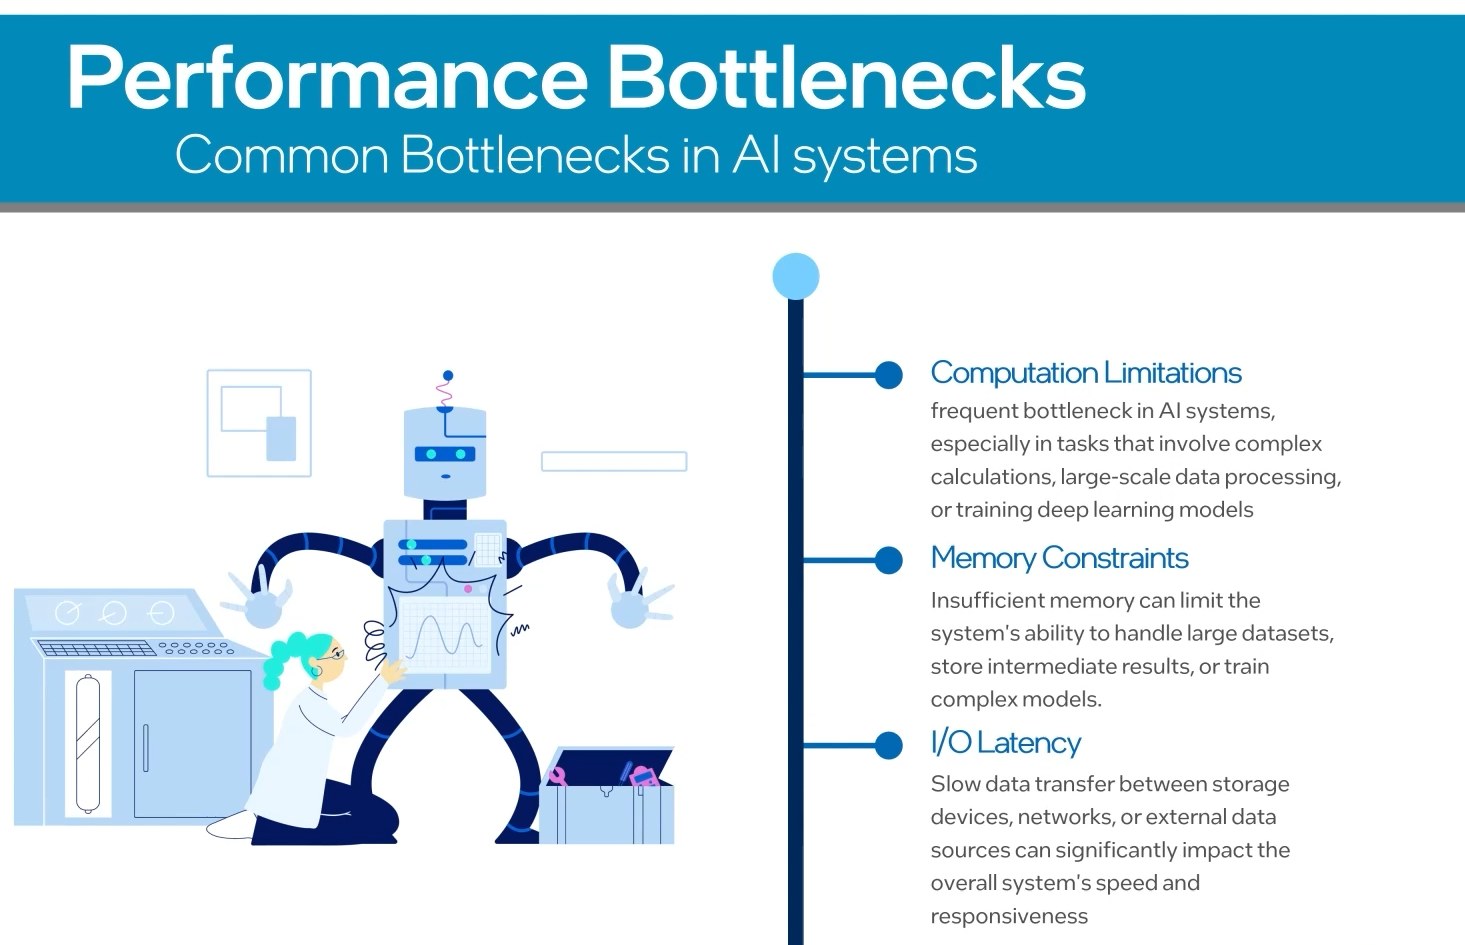 Performance Bottlenecks
Common Bottlenecks in AI systems
Computation Limitations
frequent bottleneck in AI systems,
especially in tasks that involve complex
calculations, large-scale data processing,
or training deep learning models
Memory Constraints
Insufficient memory can limit the
system's ability to handle large datasets,
store intermediate results, or train
complex models.
I/O Latency
Slow data transfer between storage
devices, networks, or external data
sources can significantly impact the
overall system's speed and
responsiveness